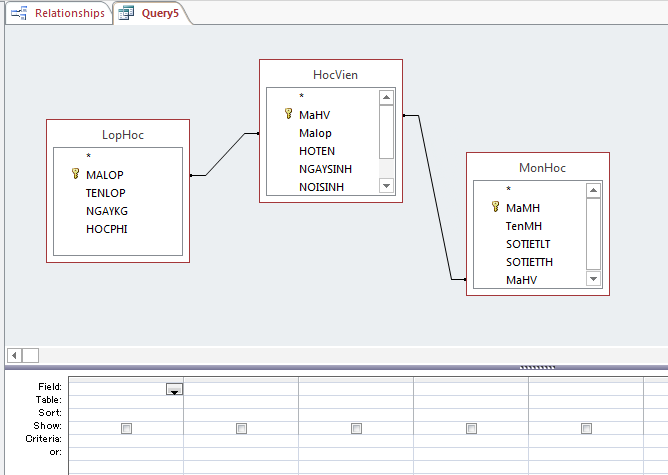 Relationships
Query5
HocVien
*
MaHV
Malop
HOTEN
NGAYSINH
NOISINH
LopHoc
*
MALOP
TENLOP
NGAYKG
HOCPHI
MonHoc
*
MaMH
TenMH
SOTIETLT
SOTIETTH
MaHV
Field:
Table:
Sort:
Show:
Criteria:
or: